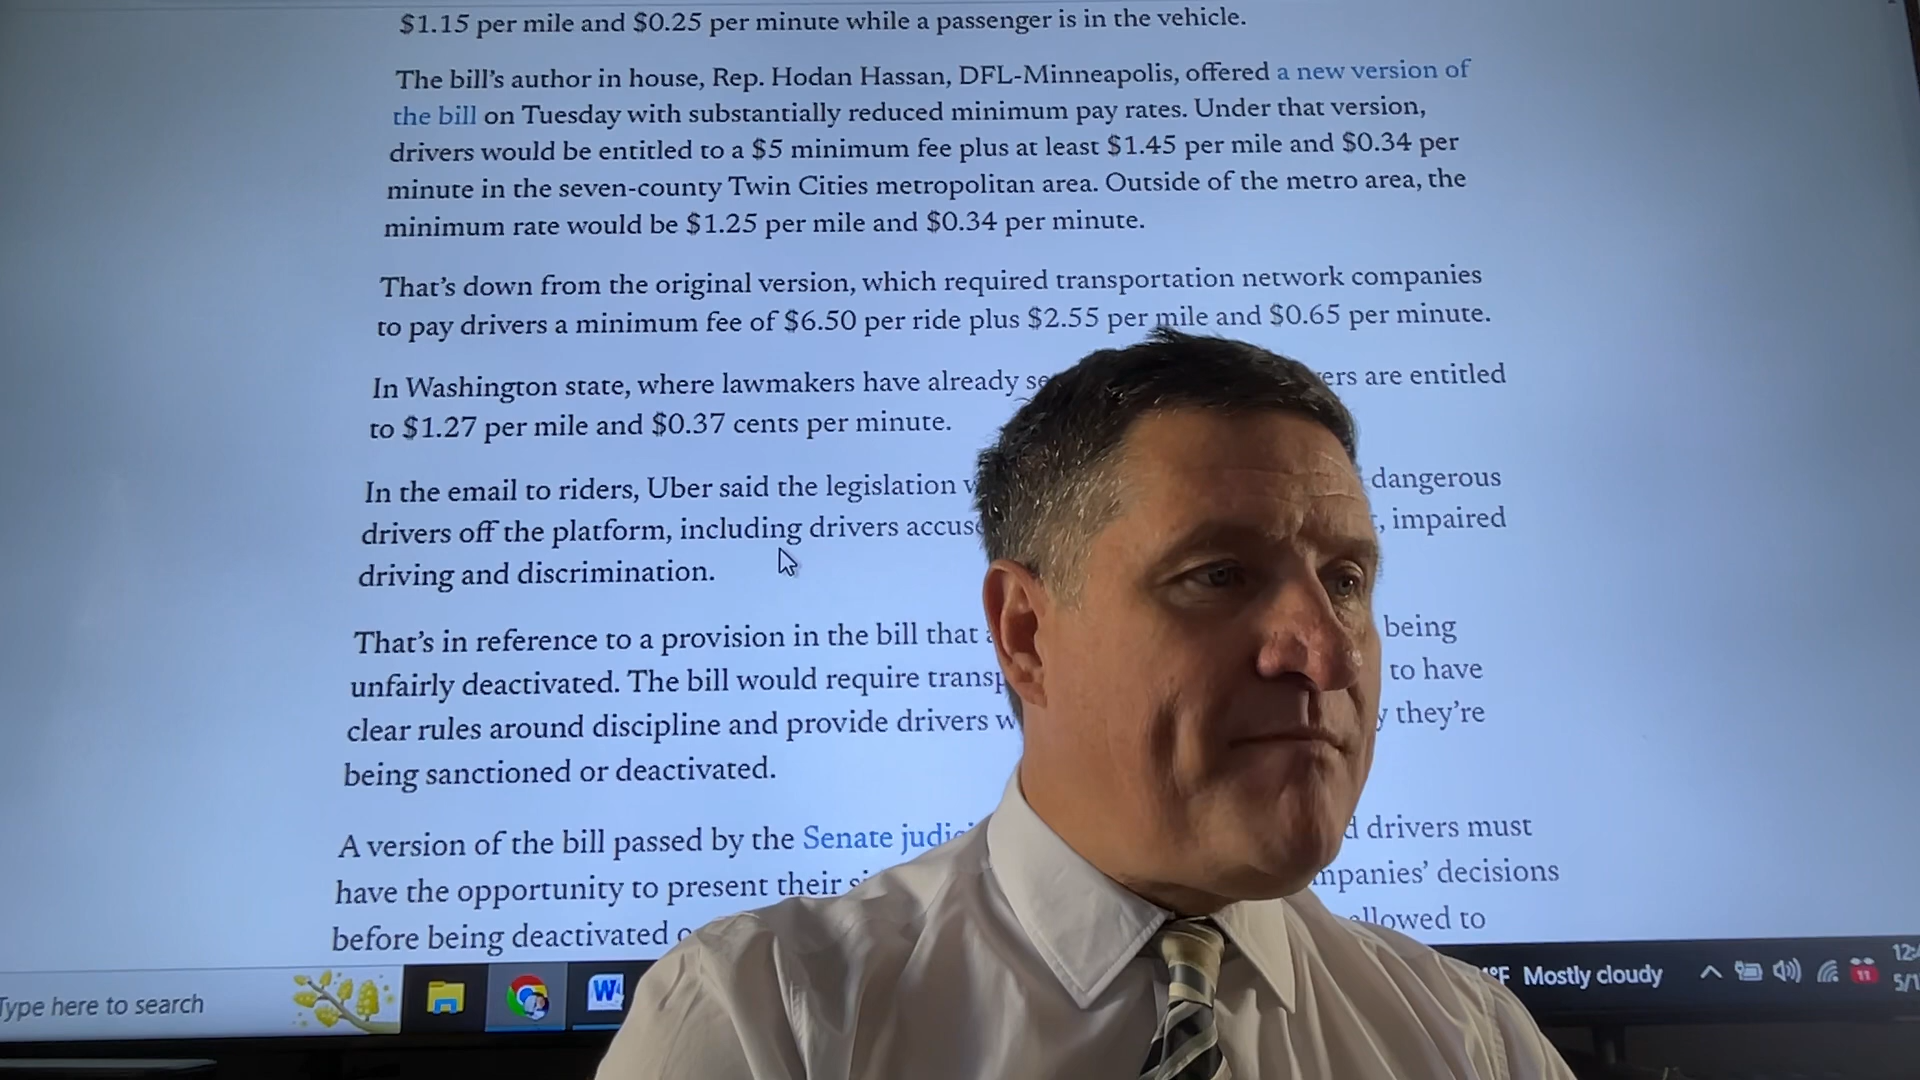 $1.15 per mile and $0.25 per minute while a passenger is in the vehicle.
The bill's author in house, Rep. Hodan Hassan, DFL-Minneapolis, offered a new version of
the bill on Tuesday with substantially reduced minimum pay rates. Under that version,
drivers would be entitled to a $5 minimum fee plus at least $1.45 per mile and $0.34 per
minute in the seven-county Twin Cities metropolitan area. Outside of the metro area, the
minimum rate would be $1.25 per mile and $0.34 per minute.
That's down from the original version, which required transportation network companies
to pay drivers a minimum fee of $6.50 per ride plus $2.55 per mile and $0.65 per minute.
In Washington state, where lawmakers have already are entitled
to $1.27 per mile and $0.37 cents per minute.
In the email to riders, Uber said the legislation dangerous
drivers off the platform, including drivers impaired
driving and discrimination.
That's in reference to a provision in the bill that being
unfairly deactivated. The bill would require to have
clear rules around discipline and provide drivers they're
being sanctioned or deactivated.
A version of the bill passed by the Senate drivers must
have the opportunity to present their decisions
before being deactivated to
Type here to search
W
°F Mostly cloudy
11
12:
5/1